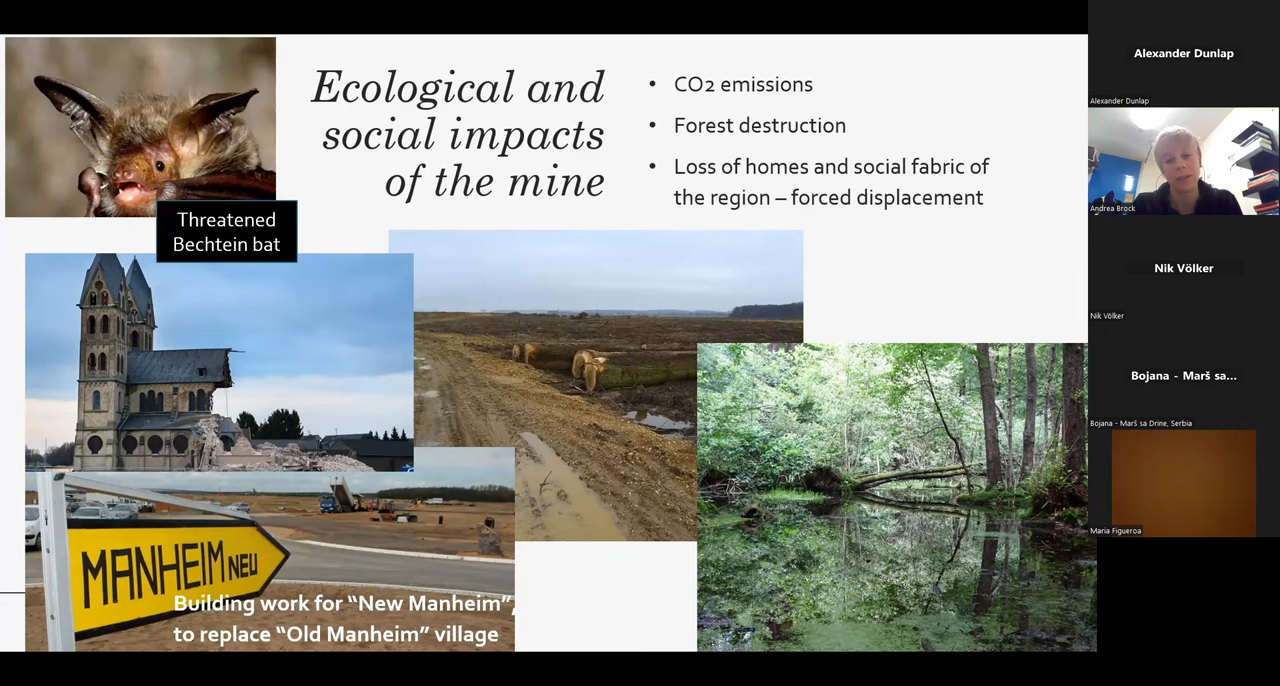 Ecological and
social impacts
of the mine
• CO2 emissions
• Forest destruction
• Loss of homes and social fabric of
the region – forced displacement
Threatened
Bechtein bat
MANHEIM NEU
Building work for “New Manheim”,
to replace “Old Manheim” village
Alexander Dunlap
Alexander Dunlap
Andrea Brock
Nik Völker
Nik Völker
Bojana - Marš sa...
Bojana - Marš sa Drine, Serbia
Maria Figueroa